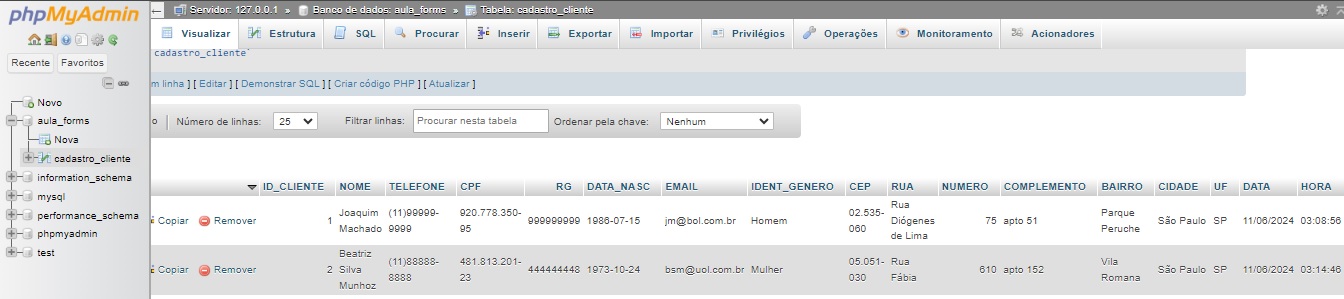 phpMyAdmin
Servidor: 127.0.0.1 » Banco de dados: aula_forms » Tabela: cadastro_cliente
Visualizar Estrutura SQL Procurar Inserir Exportar Importar Privilégios Operações Monitoramento Acionadores
cadastro_cliente`
Recente Favoritos
m linha ] [ Editar ] [ Demonstrar SQL ] [ Criar código PHP ] [ Atualizar ]
Novo
aula_forms
Nova
cadastro_cliente
information_schema
mysql
performance_schema
phpmyadmin
test
o Número de linhas: 25 Filtrar linhas: Procurar nesta tabela Ordenar pela chave: Nenhum
ID_CLIENTE NOME TELEFONE CPF RG DATA_NASC EMAIL IDENT_GENERO CEP RUA NUMERO COMPLEMENTO BAIRRO CIDADE UF DATA HORA
Copiar Remover 1 Joaquim Machado (11)99999-9999 920.778.350-95 999999999 1986-07-15 jm@bol.com.br Homem 02.535-060 Rua Diógenes de Lima 75 apto 51 Parque Peruche São Paulo SP 11/06/2024 03:08:56
Copiar Remover 2 Beatriz Silva Munhoz (11)88888-8888 481.813.201-23 444444448 1973-10-24 bsm@uol.com.br Mulher 05.051-030 Rua Fábia 610 apto 152 Vila Romana São Paulo SP 11/06/2024 03:14:46